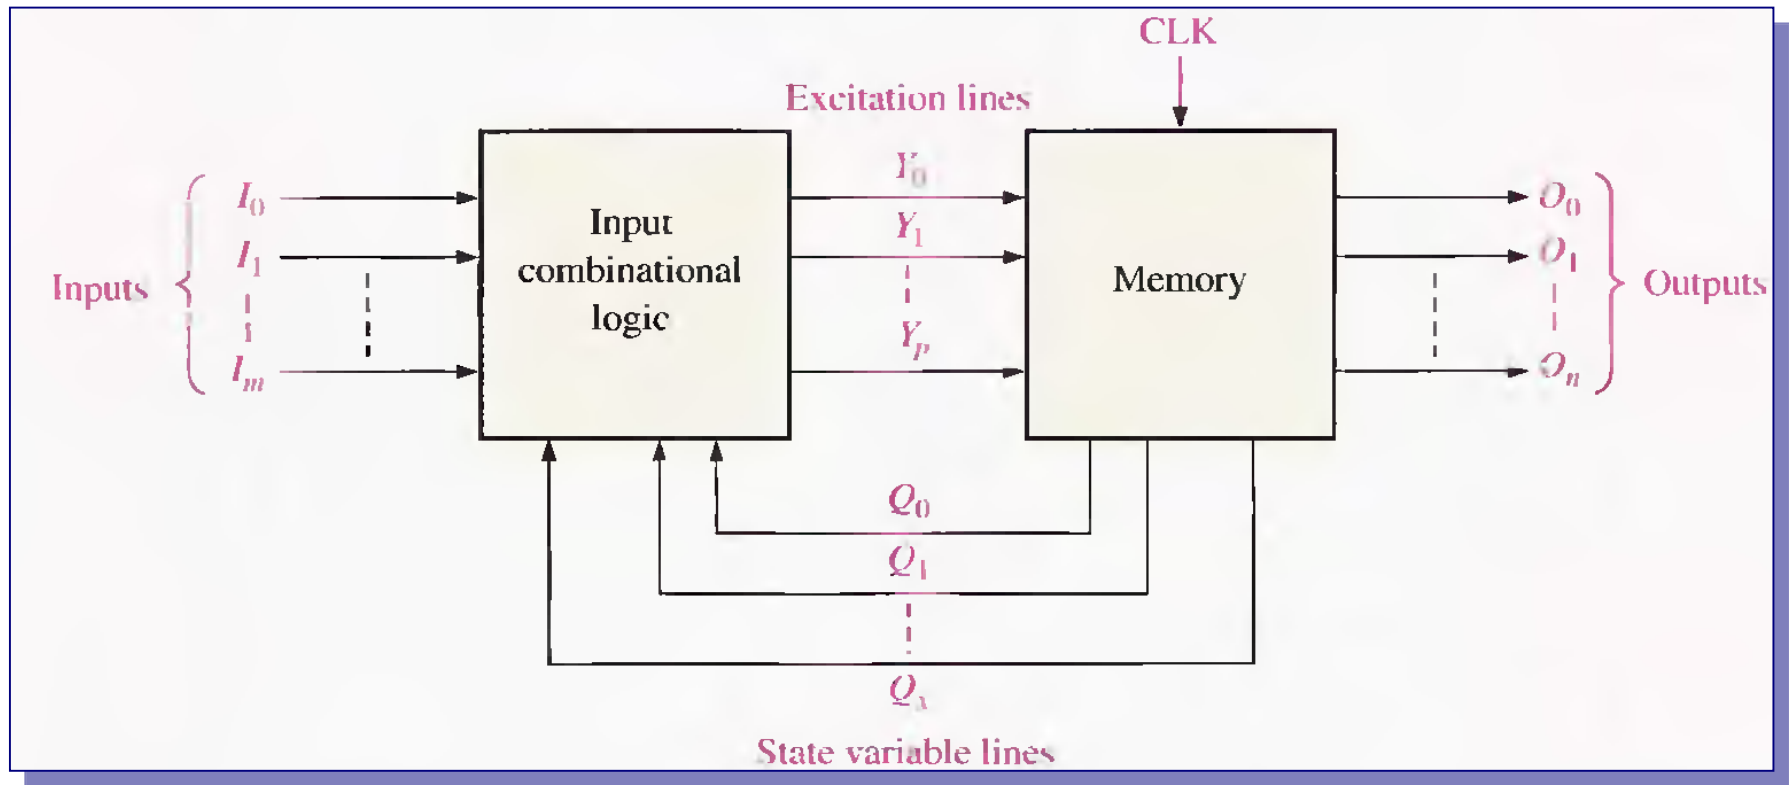 CLK
Excitation lines
Inputs
I0
I1
Im
Input
combinational
logic
Y0
Y1
Yp
Memory
O0
O1
On
Outputs
Q0
Q1
Qx
State variable lines